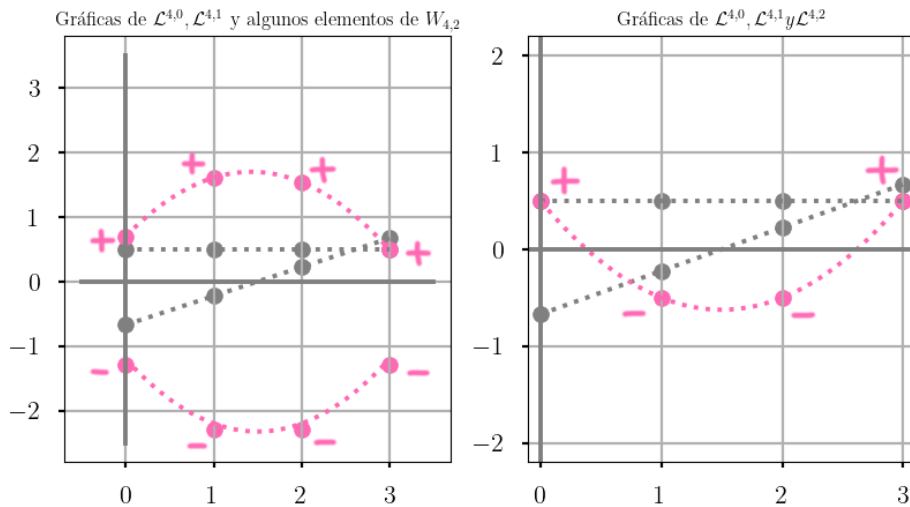 Gráficas de $\mathcal{L}^{4,0}, \mathcal{L}^{4,1}$ y algunos elementos de $W_{4,2}$
3
2
1
0
−1
−2
0 1 2 3
+ + + +
− − − −
Gráficas de $\mathcal{L}^{4,0}, \mathcal{L}^{4,1} y \mathcal{L}^{4,2}$
2
1
0
−1
−2
0 1 2 3
+ +
− −